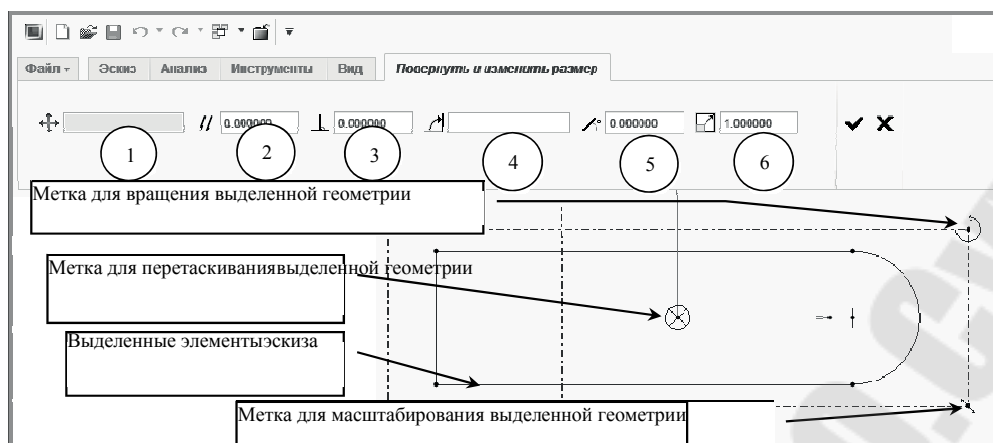 Файл Эскиз Анализ Инструменты Вид Повернуть и изменить размер
0.000000 0.000000 0.000000 1.000000
1 2 3 4 5 6
Метка для вращения выделенной геометрии
Метка для перетаскиваниявыделенной геометрии
Выделенные элементыэскиза
Метка для масштабирования выделенной геометрии